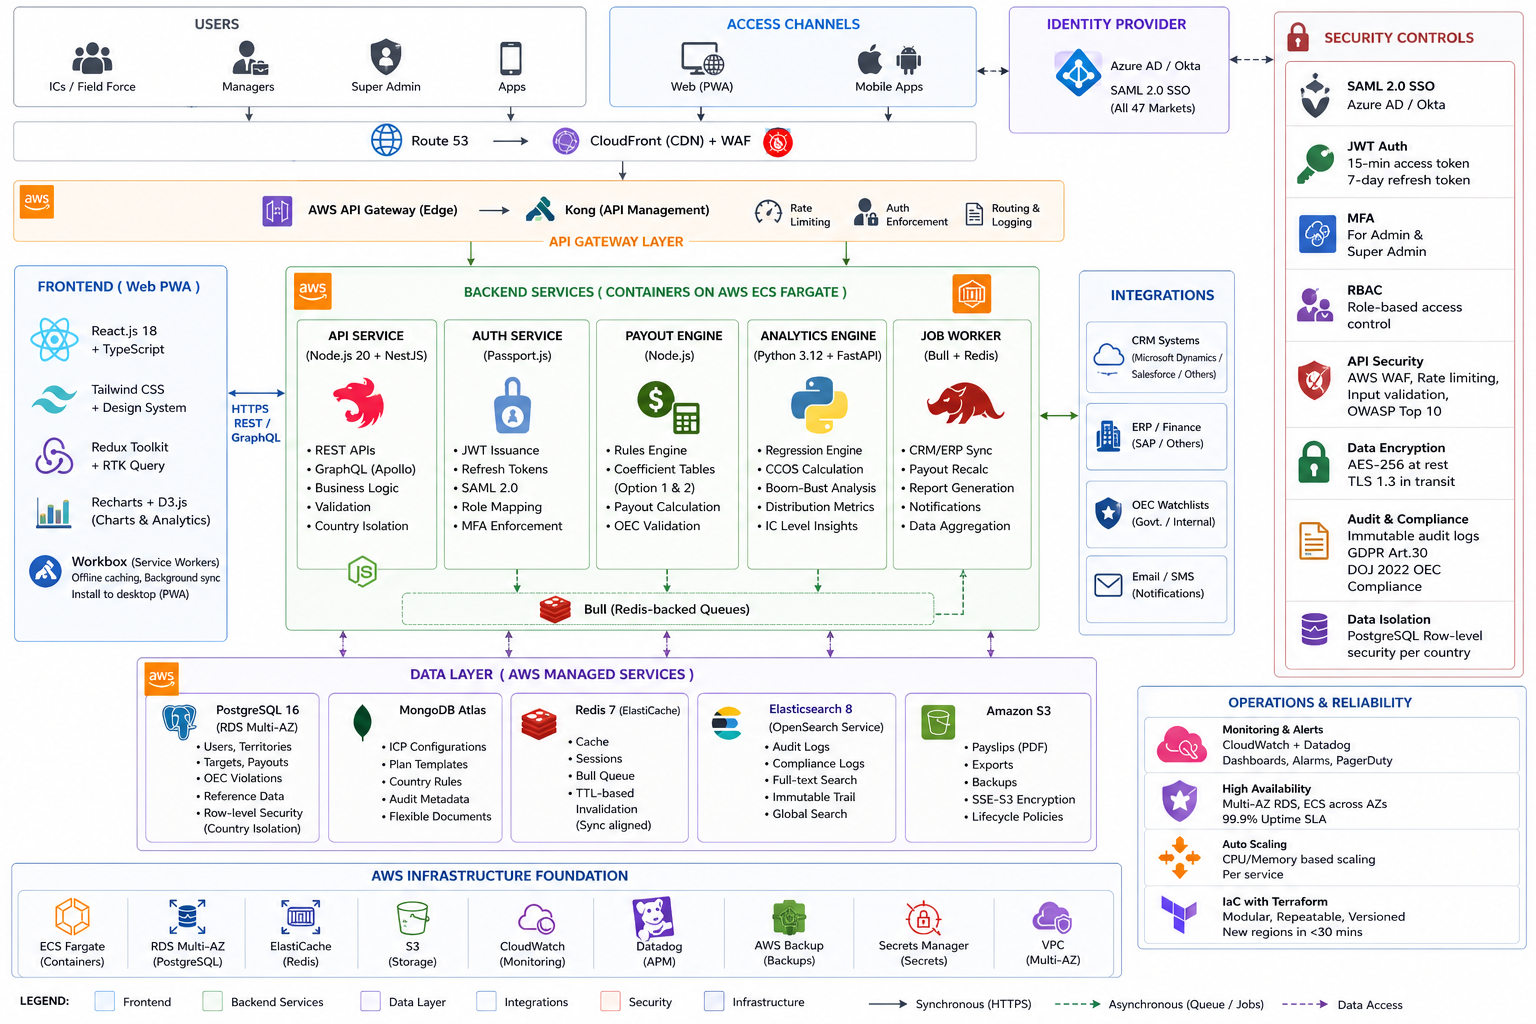 USERS
ICs / Field Force
Managers
Super Admin
Apps
ACCESS CHANNELS
Web (PWA)
Mobile Apps
IDENTITY PROVIDER
Azure AD / Okta
SAML 2.0 SSO
(All 47 Markets)
SECURITY CONTROLS
SAML 2.0 SSO
Azure AD / Okta
JWT Auth
15-min access token
7-day refresh token
MFA
For Admin &
Super Admin
RBAC
Role-based access
control
API Security
AWS WAF, Rate limiting,
Input validation,
OWASP Top 10
Data Encryption
AES-256 at rest
TLS 1.3 in transit
Audit & Compliance
Immutable audit logs
GDPR Art.30
DOJ 2022 OEC
Compliance
Data Isolation
PostgreSQL Row-level
security per country
Route 53
CloudFront (CDN) + WAF
aws
AWS API Gateway (Edge)
Kong (API Management)
Rate
Limiting
Auth
Enforcement
Routing &
Logging
API GATEWAY LAYER
FRONTEND ( Web PWA )
React.js 18
+ TypeScript
Tailwind CSS
+ Design System
Redux Toolkit
+ RTK Query
Recharts + D3.js
(Charts & Analytics)
Workbox (Service Workers)
Offline caching, Background sync
Install to desktop (PWA)
HTTPS
REST /
GraphQL
aws
BACKEND SERVICES ( CONTAINERS ON AWS ECS FARGATE )
API SERVICE
(Node.js 20 + NestJS)
• REST APIs
• GraphQL (Apollo)
• Business Logic
• Validation
• Country Isolation
JS
AUTH SERVICE
(Passport.js)
• JWT Issuance
• Refresh Tokens
• SAML 2.0
• Role Mapping
• MFA Enforcement
PAYOUT ENGINE
(Node.js)
$
• Rules Engine
• Coefficient Tables
(Option 1 & 2)
• Payout Calculation
• OEC Validation
ANALYTICS ENGINE
(Python 3.12 + FastAPI)
• Regression Engine
• CCOS Calculation
• Boom-Bust Analysis
• Distribution Metrics
• IC Level Insights
JOB WORKER
(Bull + Redis)
• CRM/ERP Sync
• Payout Recalc
• Report Generation
• Notifications
• Data Aggregation
Bull (Redis-backed Queues)
INTEGRATIONS
CRM Systems
(Microsoft Dynamics /
Salesforce / Others)
ERP / Finance
(SAP / Others)
OEC Watchlists
(Govt. / Internal)
Email / SMS
(Notifications)
aws
DATA LAYER ( AWS MANAGED SERVICES )
PostgreSQL 16
(RDS Multi-AZ)
• Users, Territories
• Targets, Payouts
• OEC Violations
• Reference Data
• Row-level Security
(Country Isolation)
MongoDB Atlas
• ICP Configurations
• Plan Templates
• Country Rules
• Audit Metadata
• Flexible Documents
Redis 7 (ElastiCache)
• Cache
• Sessions
• Bull Queue
• TTL-based
Invalidation
(Sync aligned)
Elasticsearch 8
(OpenSearch Service)
• Audit Logs
• Compliance Logs
• Full-text Search
• Immutable Trail
• Global Search
Amazon S3
• Payslips (PDF)
• Exports
• Backups
• SSE-S3 Encryption
• Lifecycle Policies
OPERATIONS & RELIABILITY
Monitoring & Alerts
CloudWatch + Datadog
Dashboards, Alarms, PagerDuty
High Availability
Multi-AZ RDS, ECS across AZs
99.9% Uptime SLA
Auto Scaling
CPU/Memory based scaling
Per service
IaC with Terraform
Modular, Repeatable, Versioned
New regions in <30 mins
AWS INFRASTRUCTURE FOUNDATION
ECS Fargate
(Containers)
RDS Multi-AZ
(PostgreSQL)
ElastiCache
(Redis)
S3
(Storage)
CloudWatch
(Monitoring)
Datadog
(APM)
AWS Backup
(Backups)
Secrets Manager
(Secrets)
VPC
(Multi-AZ)
LEGEND:
Frontend
Backend Services
Data Layer
Integrations
Security
Infrastructure
Synchronous (HTTPS)
Asynchronous (Queue / Jobs)
Data Access